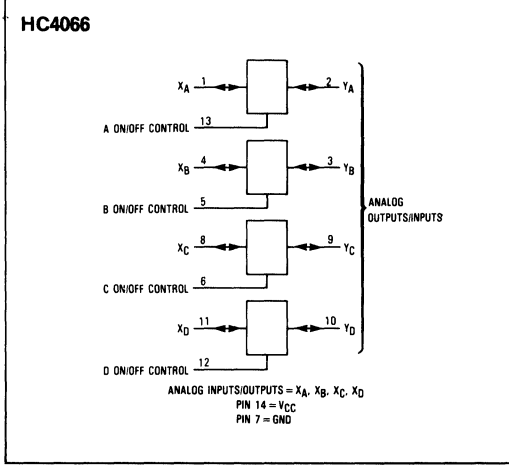 HC4066
XA 1 2 YA
A ON/OFF CONTROL 13
XB 4 3 YB
B ON/OFF CONTROL 5
ANALOG
OUTPUTS/INPUTS
XC 8 9 YC
C ON/OFF CONTROL 6
XD 11 10 YD
D ON/OFF CONTROL 12
ANALOG INPUTS/OUTPUTS = XA, XB, XC, XD
PIN 14 = VCC
PIN 7 = GND